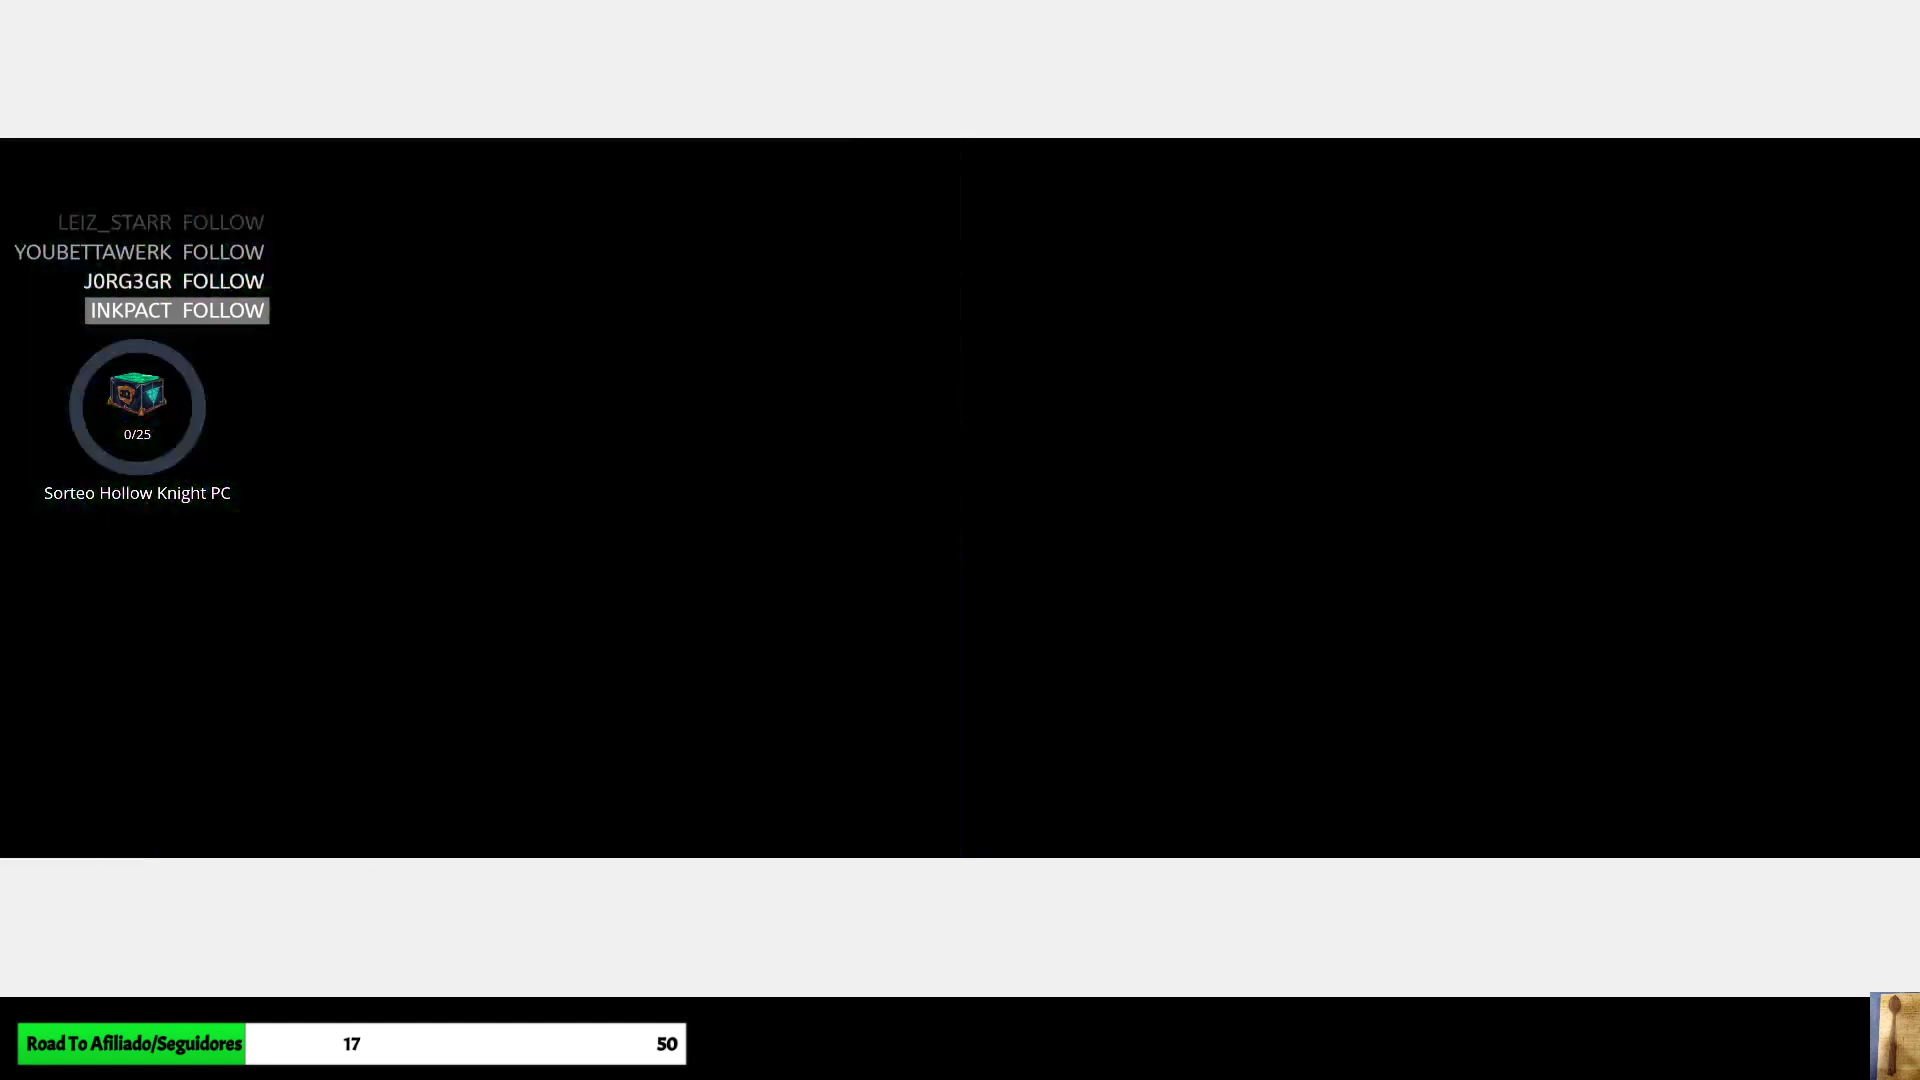 LEIZ_STARR FOLLOW
YOUBETTAWERK FOLLOW
J0RG3GR FOLLOW
INKPACT FOLLOW
0/25
Sorteo Hollow Knight PC
Road To Afiliado/Seguidores 17 50